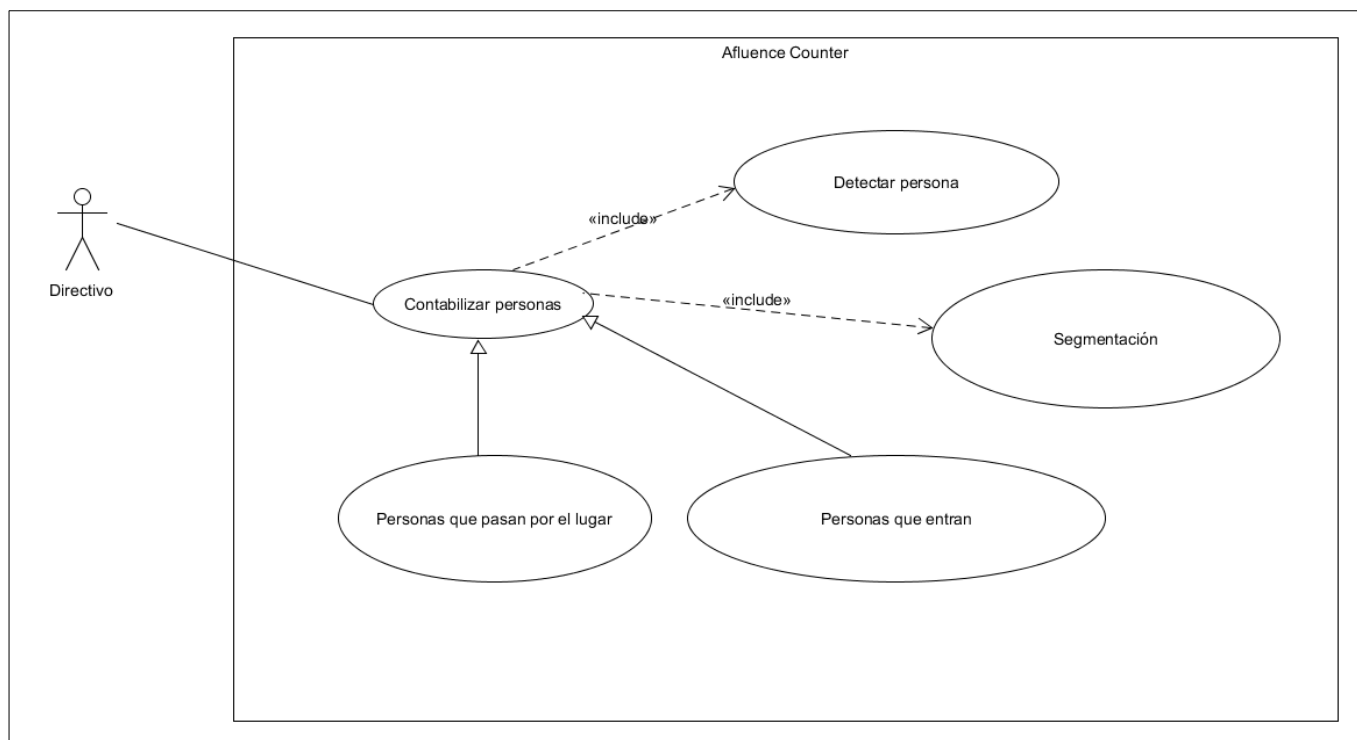 Afluence Counter
Detectar persona
«include»
Directivo
Contabilizar personas
«include»
Segmentación
Personas que pasan por el lugar
Personas que entran